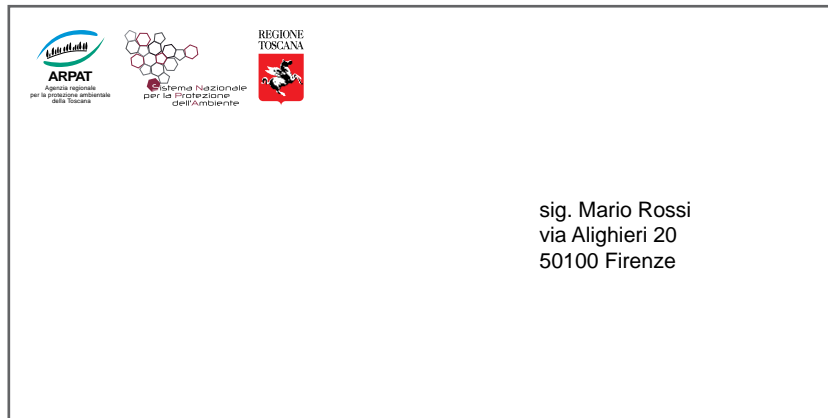 ARPAT
Agenzia regionale
per la protezione ambientale
della Toscana
Sistema Nazionale
per la Protezione
dell'Ambiente
REGIONE
TOSCANA
sig. Mario Rossi
via Alighieri 20
50100 Firenze